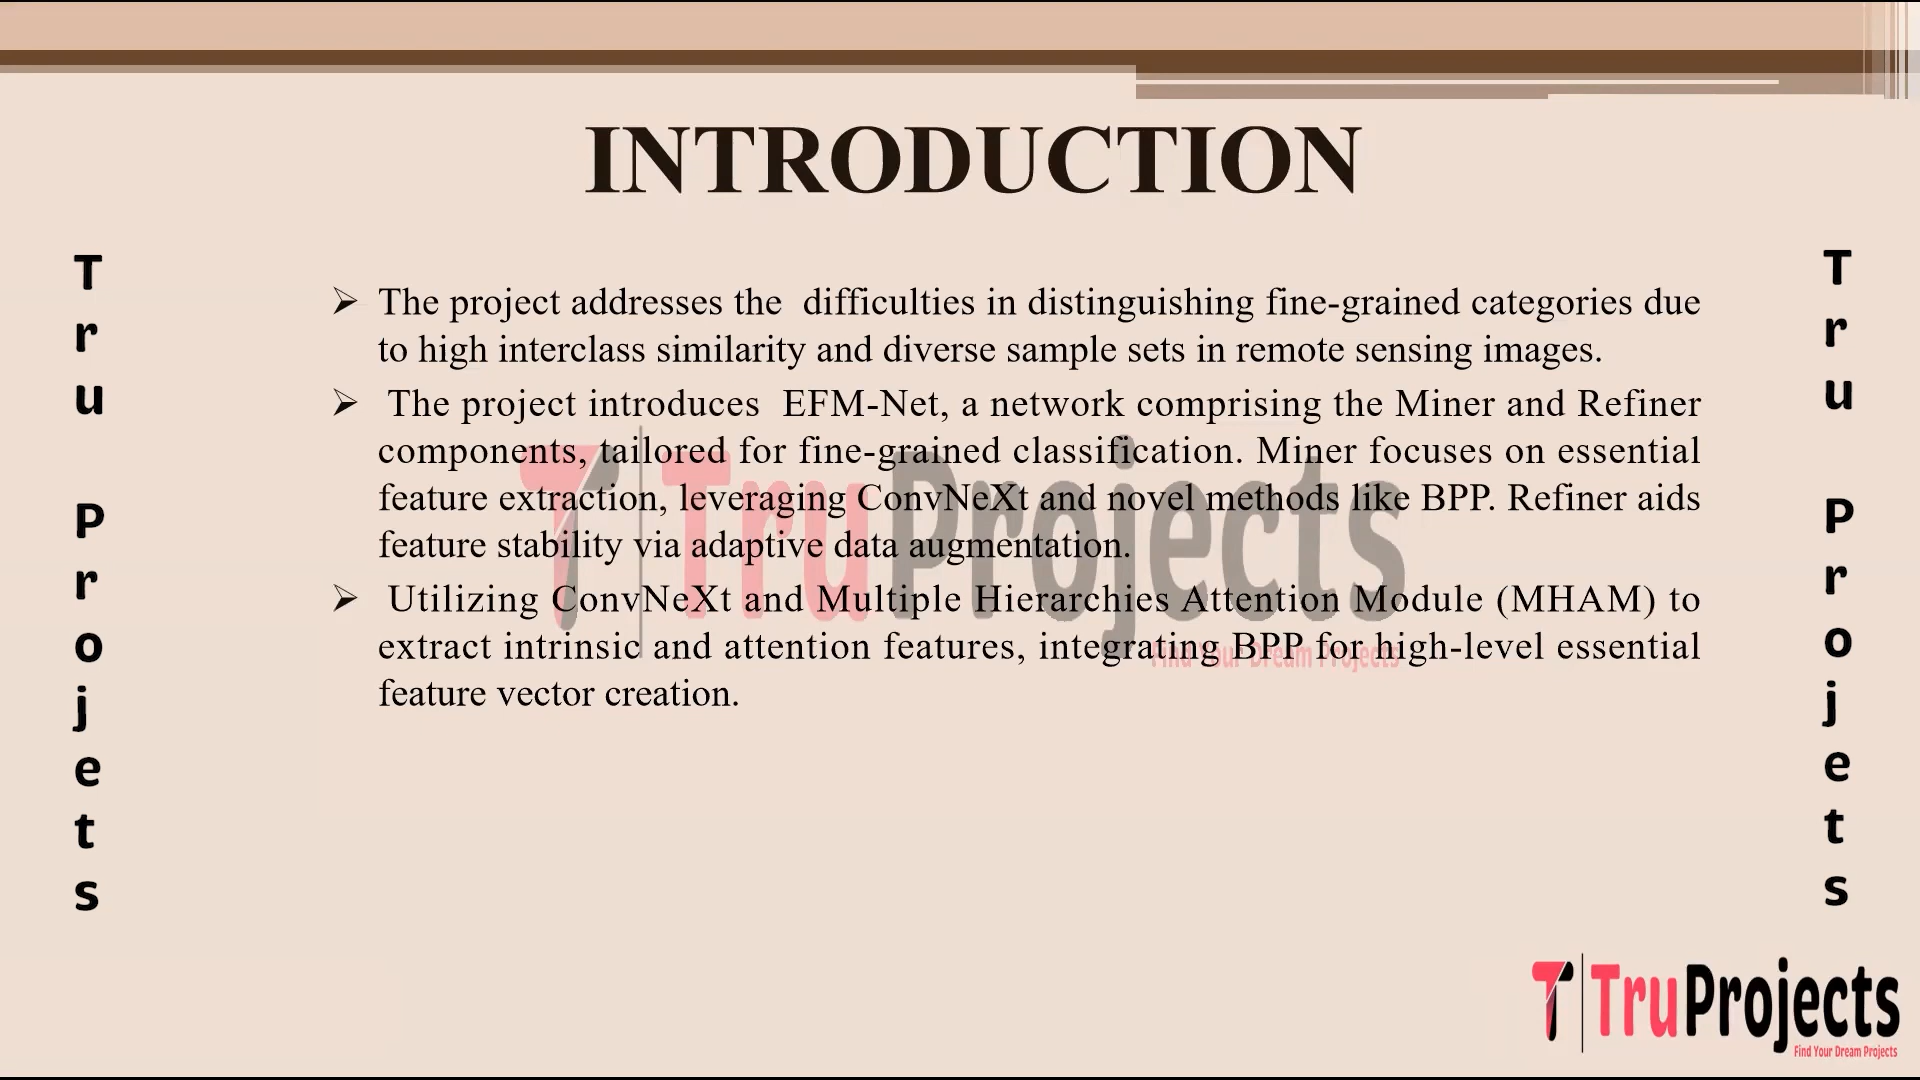 INTRODUCTION
T
r
u
P
r
o
j
e
t
s
➢ The project addresses the difficulties in distinguishing fine-grained categories due
to high interclass similarity and diverse sample sets in remote sensing images.
➢ The project introduces EFM-Net, a network comprising the Miner and Refiner
components, tailored for fine-grained classification. Miner focuses on essential
feature extraction, leveraging ConvNeXt and novel methods like BPP. Refiner aids
feature stability via adaptive data augmentation.
➢ Utilizing ConvNeXt and Multiple Hierarchies Attention Module (MHAM) to
extract intrinsic and attention features, integrating BPP for high-level essential
feature vector creation.
TruProjects
Find Your Dream Projects
T
r
u
P
r
o
j
e
t
s
TruProjects
Find Your Dream Projects